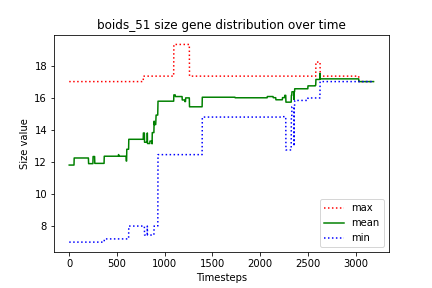 boids_51 size gene distribution over time
Size value
18
16
14
12
10
8
max
mean
min
0 500 1000 1500 2000 2500 3000
Timesteps